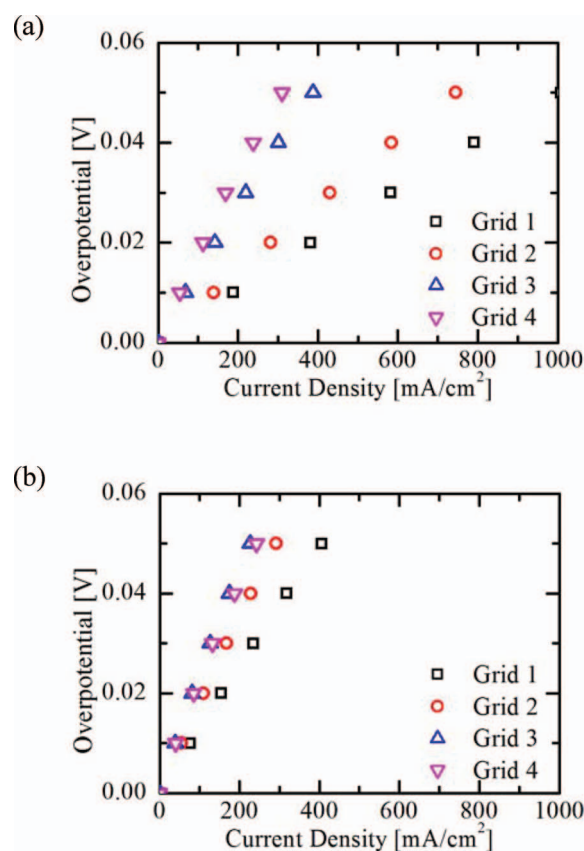 (a)
0.06
0.04
0.02
0.00
Overpotential [V]
Grid 1
Grid 2
Grid 3
Grid 4
0 200 400 600 800 1000
Current Density [mA/cm²]
(b)
0.06
0.04
0.02
0.00
Overpotential [V]
Grid 1
Grid 2
Grid 3
Grid 4
0 200 400 600 800 1000
Current Density [mA/cm²]